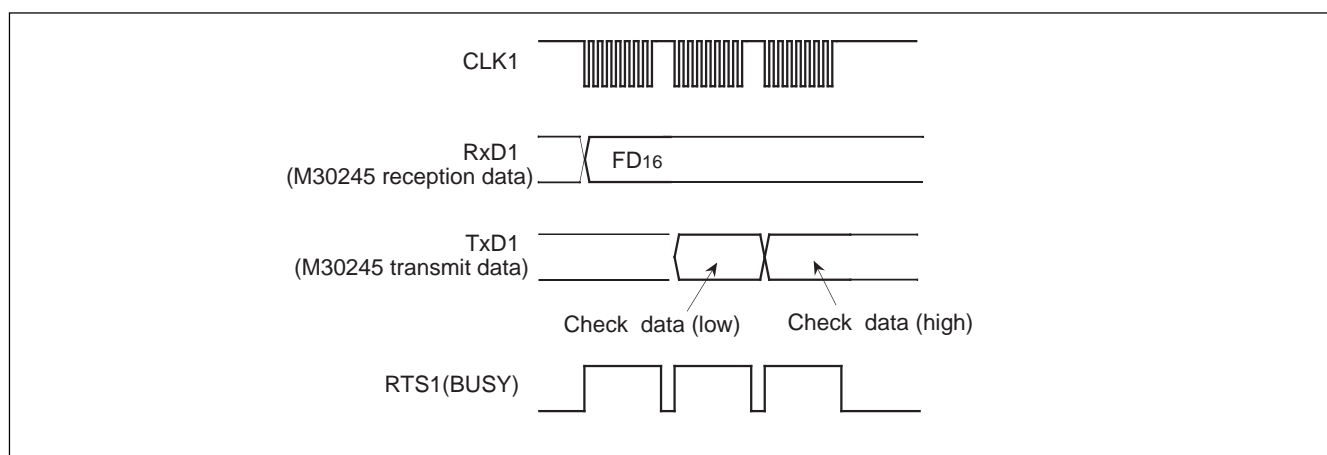 CLK1
RxD1
(M30245 reception data)
FD16
TxD1
(M30245 transmit data)
Check data (low)
Check data (high)
RTS1(BUSY)